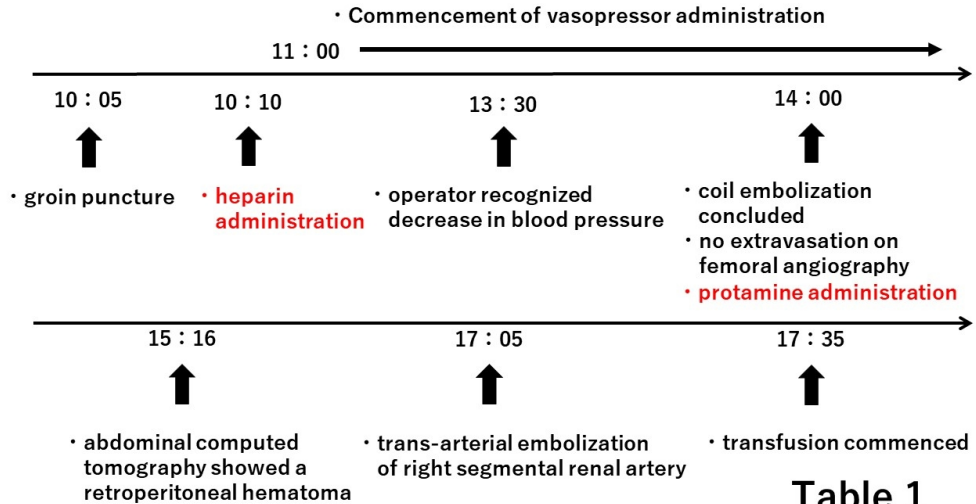 ・Commencement of vasopressor administration
11：00
10：05
10：10
13：30
14：00
・groin puncture
・heparin
administration
・operator recognized
decrease in blood pressure
・coil embolization
concluded
・no extravasation on
femoral angiography
・protamine administration
15：16
17：05
17：35
・abdominal computed
tomography showed a
retroperitoneal hematoma
・trans-arterial embolization
of right segmental renal artery
・transfusion commenced
Table 1